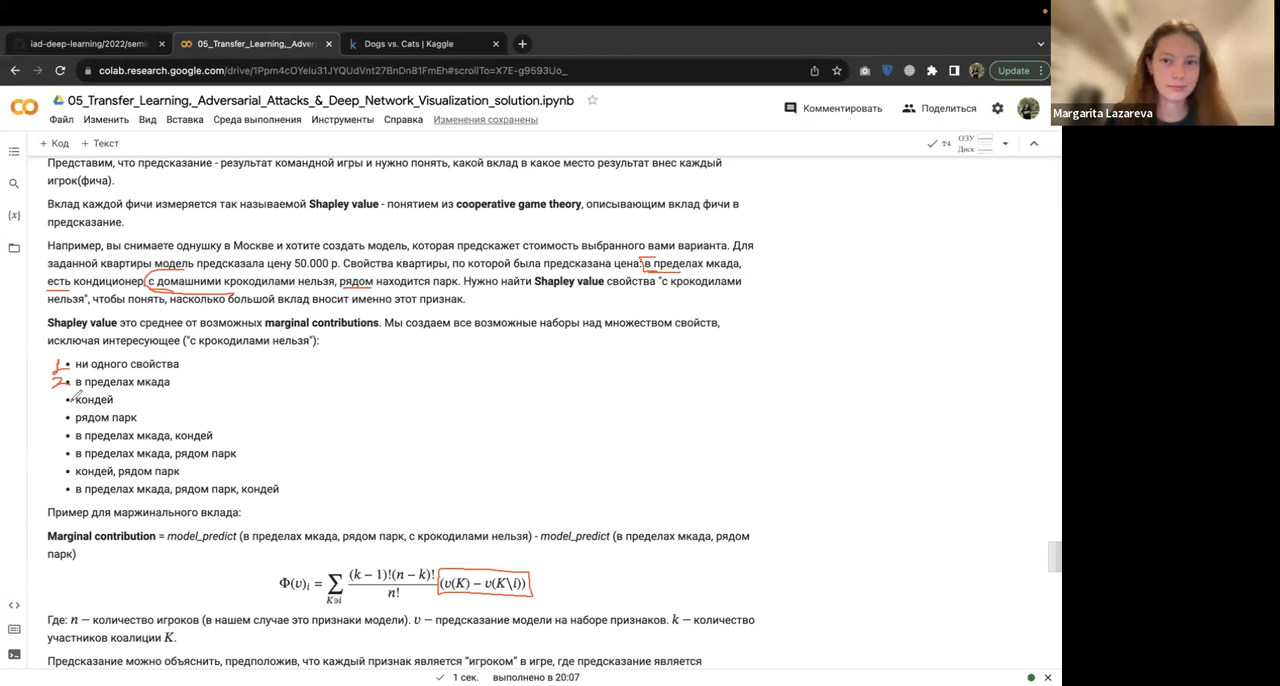 iad-deep-learning/2022/semi
05_Transfer_Learning,_Adver
Dogs vs. Cats | Kaggle
colab.research.google.com/drive/1Ppm4cOYeIu31JYQUdVnt27BnDn81FmEh#scrollTo=X7E-g9593Uo_
Update
05_Transfer_Learning,_Adversarial_Attacks_&_Deep_Network_Visualization_solution.ipynb
Комментировать
Поделиться
Margarita Lazareva
Файл Изменить Вид Вставка Среда выполнения Инструменты Справка Изменения сохранены
+ Код + Текст
T4
ОЗУ
Диск
Представим, что предсказание - результат командной игры и нужно понять, какой вклад в какое место результат внес каждый
игрок(фича).
Вклад каждой фичи измеряется так называемой Shapley value - понятием из cooperative game theory, описывающим вклад фичи в
предсказание.
Например, вы снимаете однушку в Москве и хотите создать модель, которая предскажет стоимость выбранного вами варианта. Для
заданной квартиры модель предсказала цену 50.000 р. Свойства квартиры, по которой была предсказана цена: в пределах мкада,
есть кондиционер, с домашними крокодилами нельзя, рядом находится парк. Нужно найти Shapley value свойства "с крокодилами
нельзя", чтобы понять, насколько большой вклад вносит именно этот признак.
Shapley value это среднее от возможных marginal contributions. Мы создаем все возможные наборы над множеством свойств,
исключая интересующее ("с крокодилами нельзя"):
1 • ни одного свойства
2 • в пределах мкада
• кондей
• рядом парк
• в пределах мкада, кондей
• в пределах мкада, рядом парк
• кондей, рядом парк
• в пределах мкада, рядом парк, кондей
Пример для маржинального вклада:
Marginal contribution = model_predict (в пределах мкада, рядом парк, с крокодилами нельзя) - model_predict (в пределах мкада, рядом
парк)
Φ(v)i = ∑K∋i (k − 1)!(n − k)! / n! (v(K) − v(K\i))
Где: n — количество игроков (в нашем случае это признаки модели). v — предсказание модели на наборе признаков. k — количество
участников коалиции K.
Предсказание можно объяснить, предположив, что каждый признак является "игроком" в игре, где предсказание является
1 сек. выполнено в 20:07